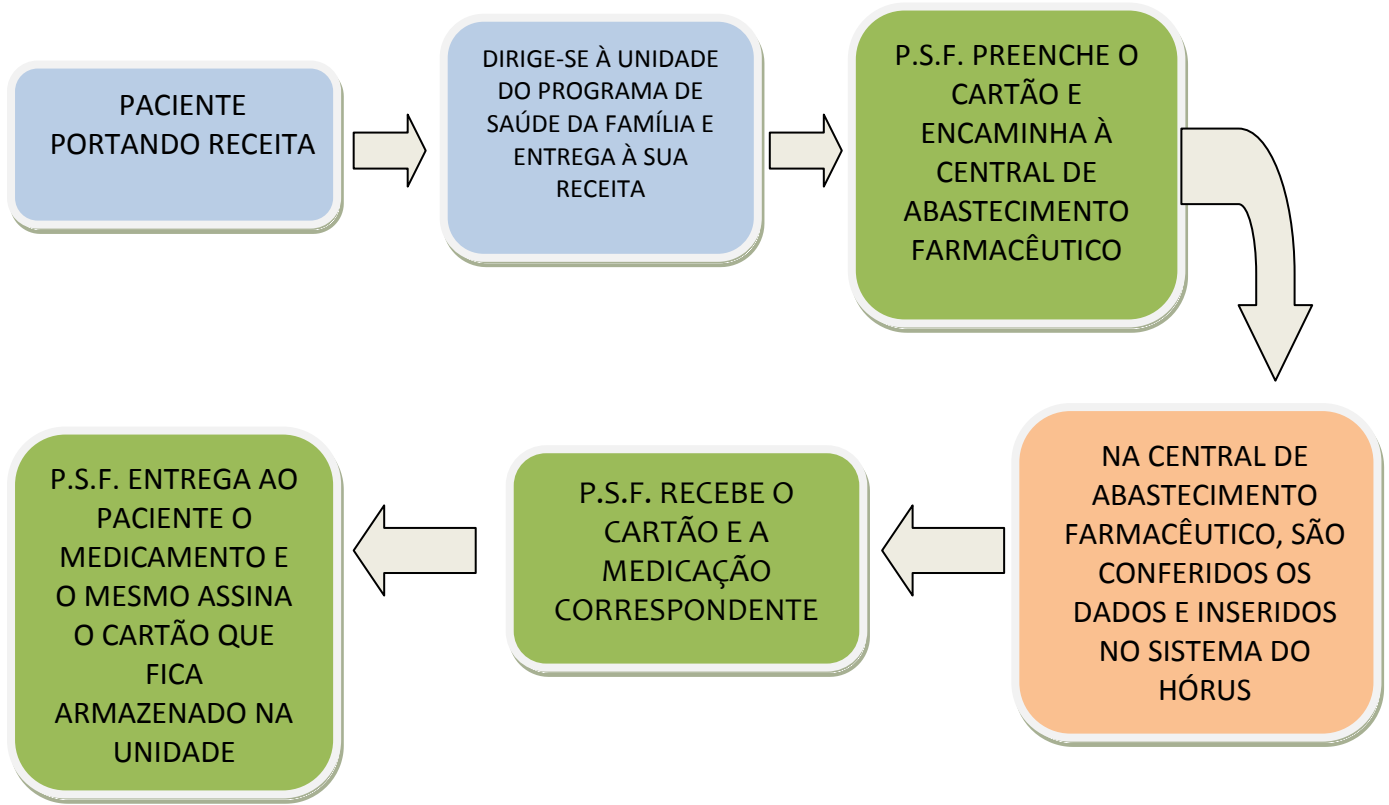 PACIENTE
PORTANDO RECEITA
DIRIGE-SE À UNIDADE
DO PROGRAMA DE
SAÚDE DA FAMÍLIA E
ENTREGA À SUA
RECEITA
P.S.F. PREENCHE O
CARTÃO E
ENCAMINHA À
CENTRAL DE
ABASTECIMENTO
FARMACÊUTICO
NA CENTRAL DE
ABASTECIMENTO
FARMACÊUTICO, SÃO
CONFERIDOS OS
DADOS E INSERIDOS
NO SISTEMA DO
HÓRUS
P.S.F. RECEBE O
CARTÃO E A
MEDICAÇÃO
CORRESPONDENTE
P.S.F. ENTREGA AO
PACIENTE O
MEDICAMENTO E
O MESMO ASSINA
O CARTÃO QUE
FICA
ARMAZENADO NA
UNIDADE